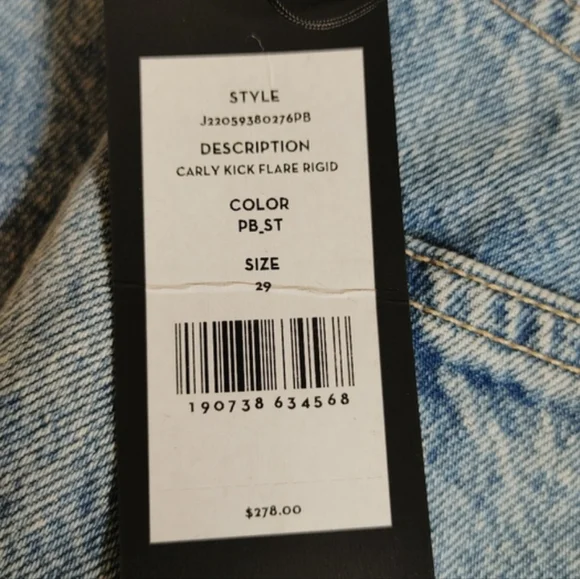 STYLE
J22059380276PB
DESCRIPTION
CARLY KICK FLARE RIGID
COLOR
PB_ST
SIZE
29
190738 634568
$278.00